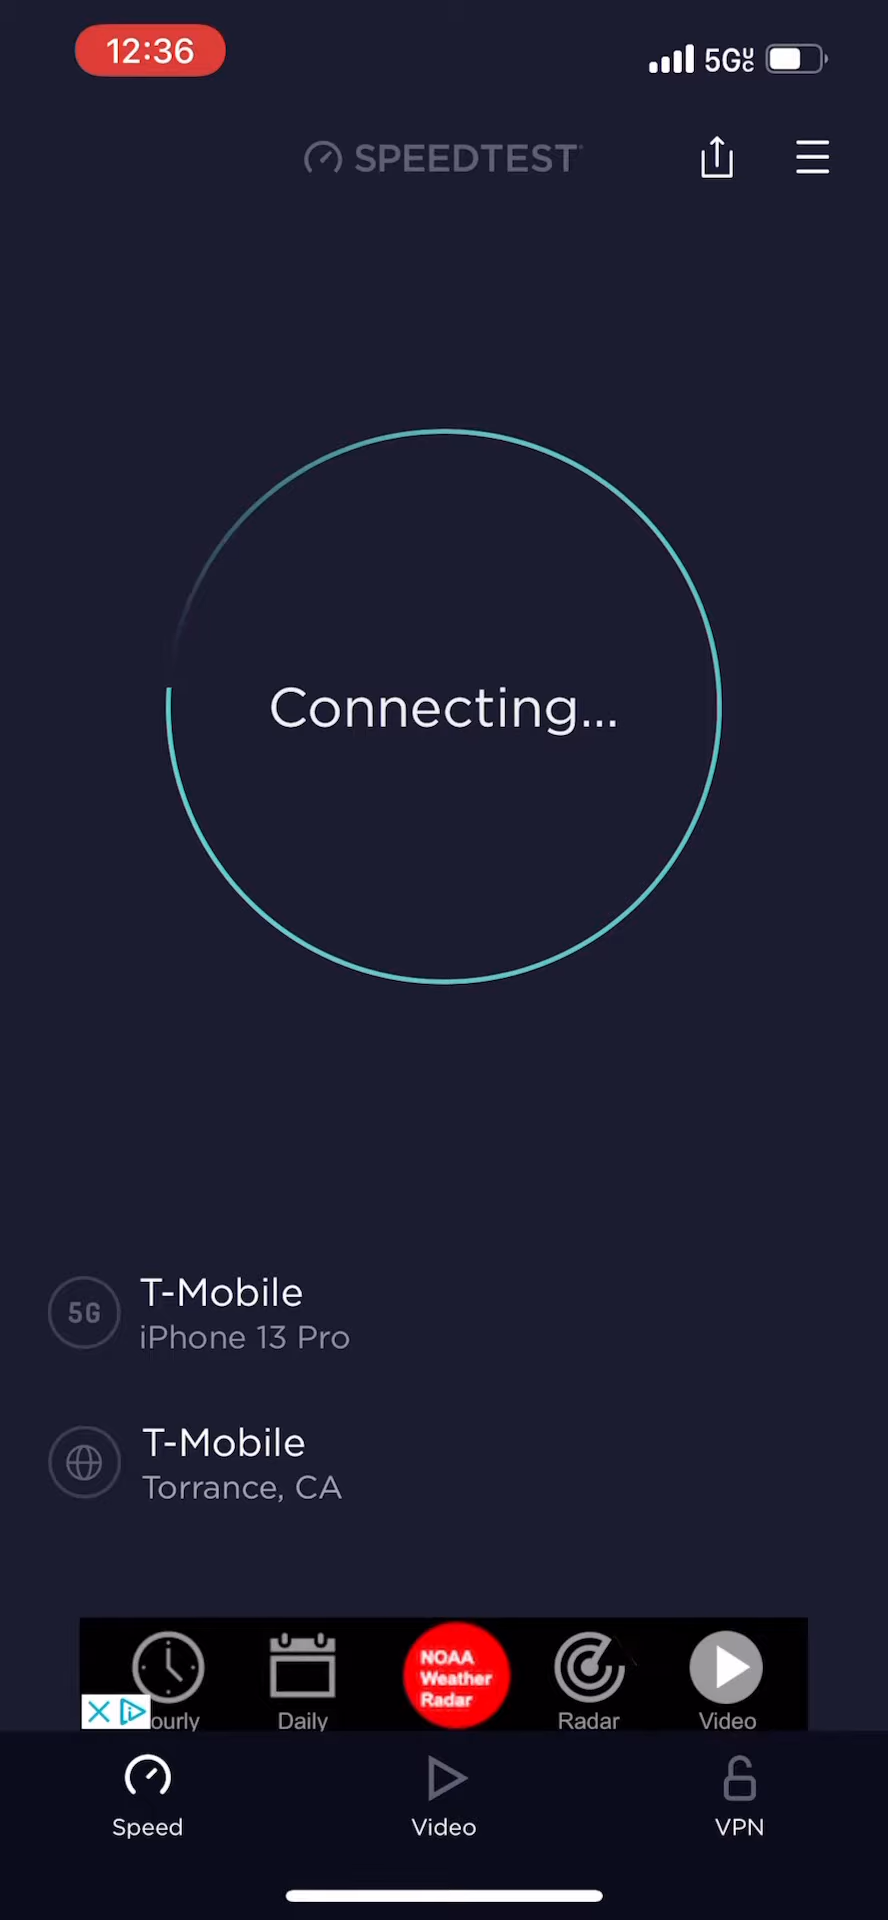 12:36
5G UC
SPEEDTEST
Connecting...
5G
T-Mobile
iPhone 13 Pro
T-Mobile
Torrance, CA
NOAA
Weather
Radar
ourly
Daily
Radar
Video
Speed
Video
VPN